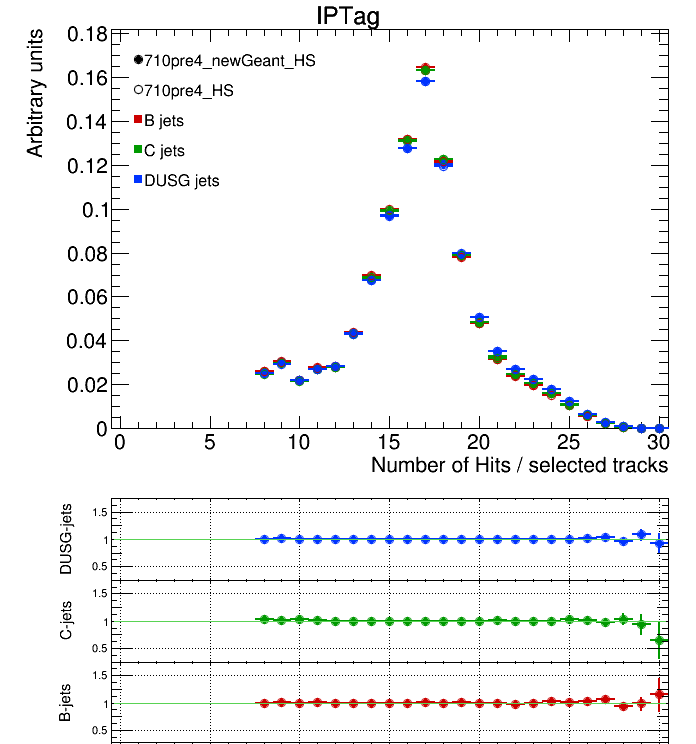 IPTag
Arbitrary units
0.18
0.16
0.14
0.12
0.1
0.08
0.06
0.04
0.02
0
710pre4_newGeant_HS
710pre4_HS
B jets
C jets
DUSG jets
0 5 10 15 20 25 30
Number of Hits / selected tracks
DUSG-jets
1.5
1
0.5
C-jets
1.5
1
0.5
B-jets
1.5
1
0.5